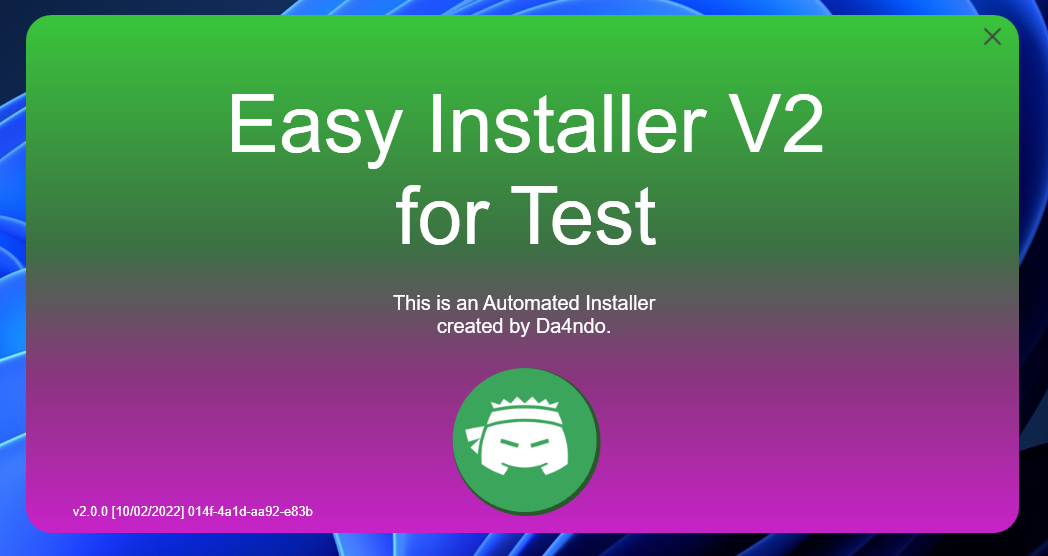 Easy Installer V2
for Test
This is an Automated Installer
created by Da4ndo.
v2.0.0 [10/02/2022] 014f-4a1d-aa92-e83b